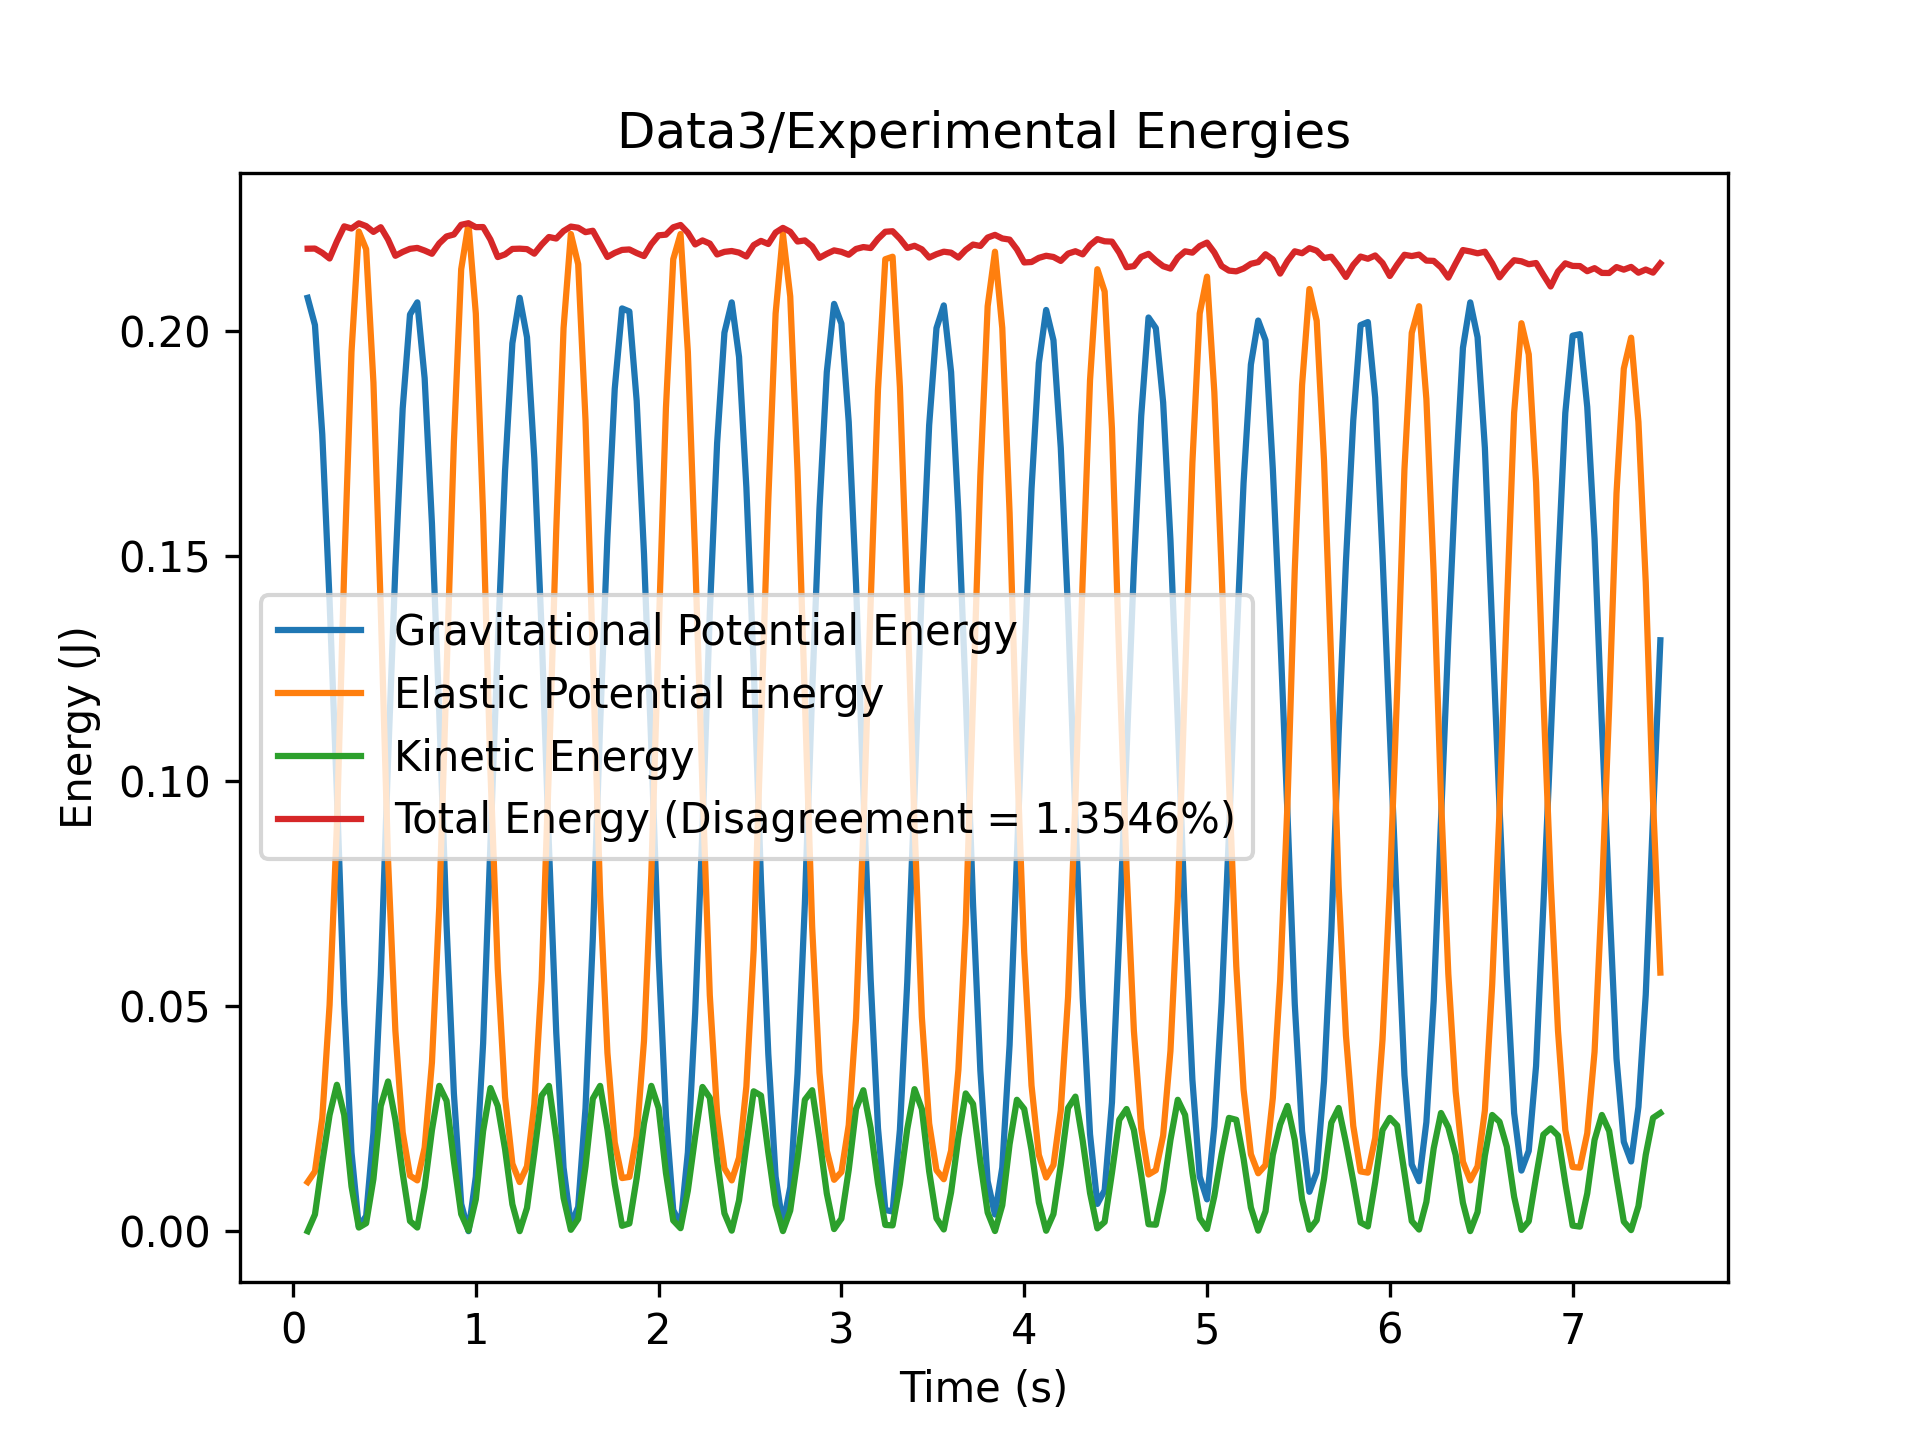 Data3/Experimental Energies
Energy (J)
0.20
0.15
0.10
0.05
0.00
Gravitational Potential Energy
Elastic Potential Energy
Kinetic Energy
Total Energy (Disagreement = 1.3546%)
0 1 2 3 4 5 6 7
Time (s)